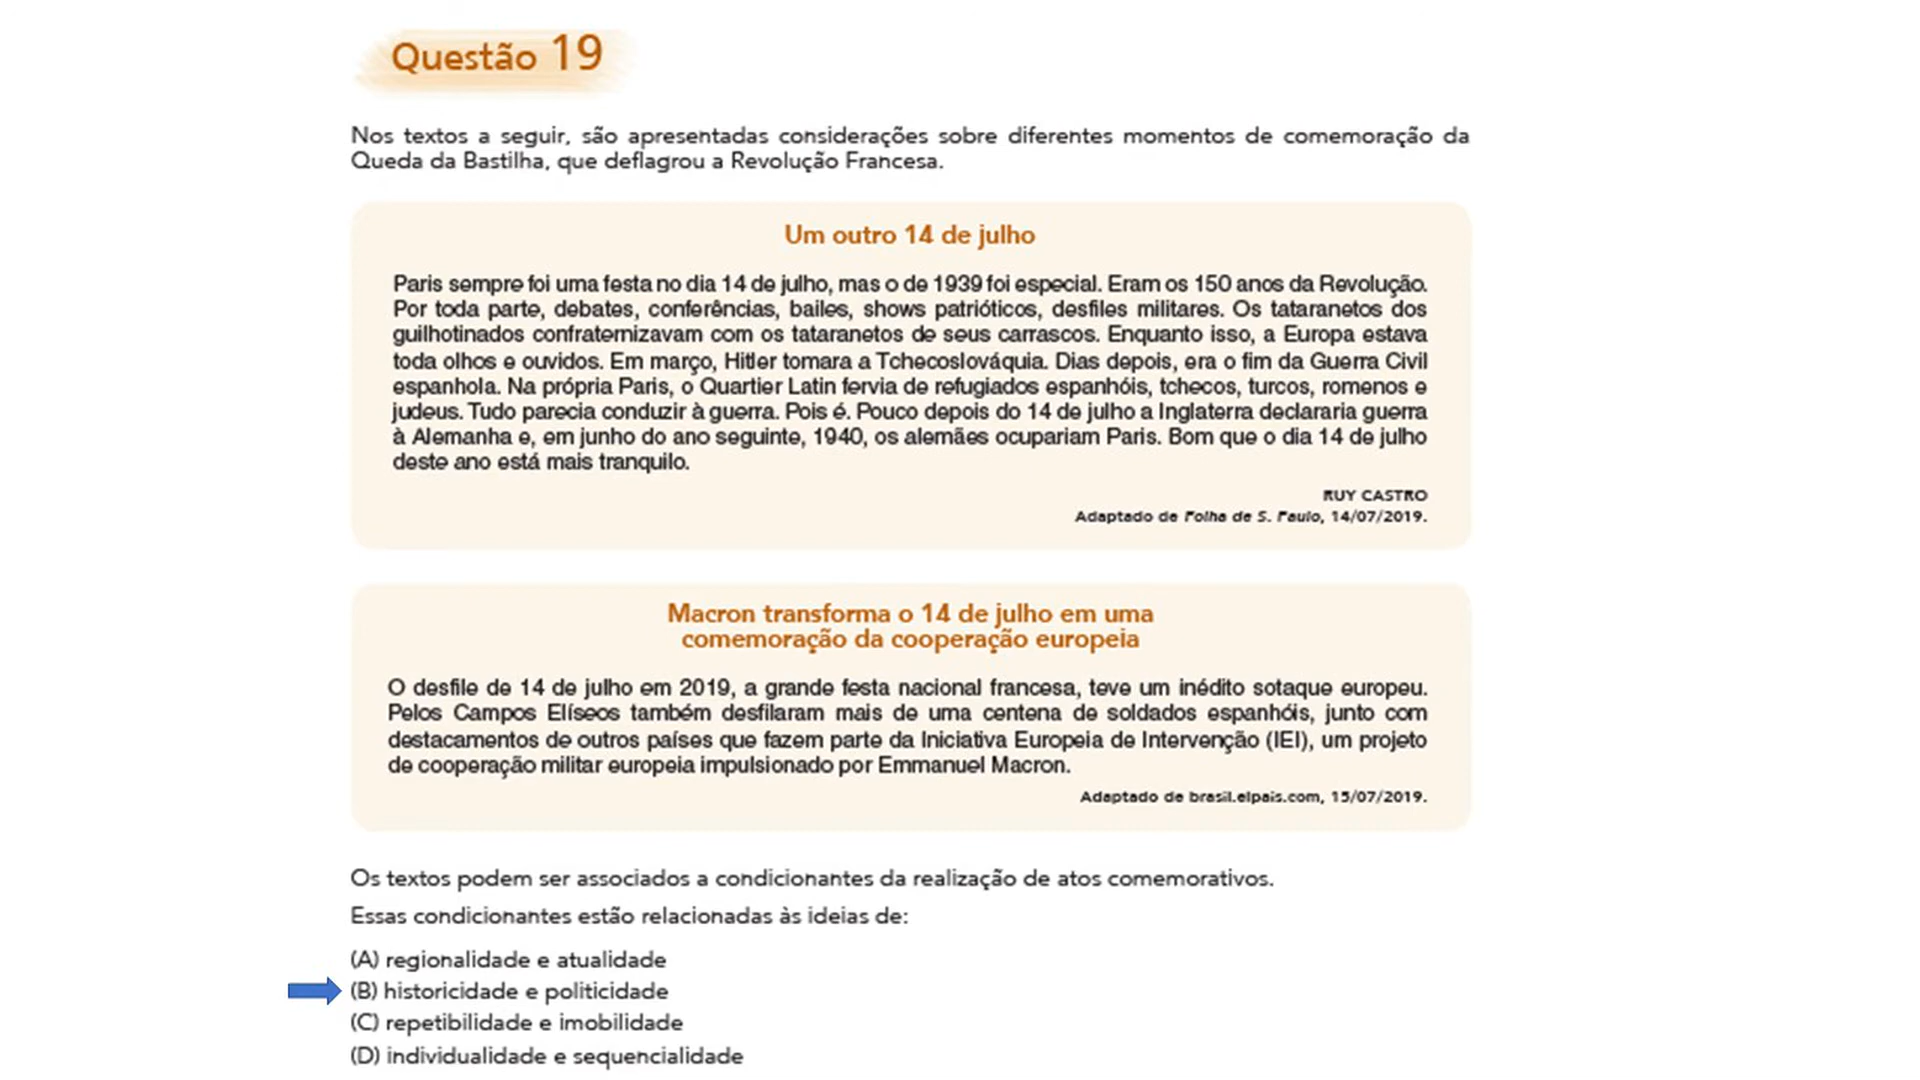 Questão 19
Nos textos a seguir, são apresentadas considerações sobre diferentes momentos de comemoração da
Queda da Bastilha, que deflagrou a Revolução Francesa.
Um outro 14 de julho
Paris sempre foi uma festa no dia 14 de julho, mas o de 1939 foi especial. Eram os 150 anos da Revolução.
Por toda parte, debates, conferências, bailes, shows patrióticos, desfiles militares. Os tataranetos dos
guilhotinados confraternizavam com os tataranetos de seus carrascos. Enquanto isso, a Europa estava
toda olhos e ouvidos. Em março, Hitler tomara a Tchecoslováquia. Dias depois, era o fim da Guerra Civil
espanhola. Na própria Paris, o Quartier Latin fervia de refugiados espanhóis, tchecos, turcos, romenos e
judeus. Tudo parecia conduzir à guerra. Pois é. Pouco depois do 14 de julho a Inglaterra declararia guerra
à Alemanha e, em junho do ano seguinte, 1940, os alemães ocupariam Paris. Bom que o dia 14 de julho
deste ano está mais tranquilo.
RUY CASTRO
Adaptado de Folha de S. Paulo, 14/07/2019.
Macron transforma o 14 de julho em uma
comemoração da cooperação europeia
O desfile de 14 de julho em 2019, a grande festa nacional francesa, teve um inédito sotaque europeu.
Pelos Campos Elíseos também desfilaram mais de uma centena de soldados espanhóis, junto com
destacamentos de outros países que fazem parte da Iniciativa Europeia de Intervenção (IEI), um projeto
de cooperação militar europeia impulsionado por Emmanuel Macron.
Adaptado de brasil.elpais.com, 15/07/2019.
Os textos podem ser associados a condicionantes da realização de atos comemorativos.
Essas condicionantes estão relacionadas às ideias de:
(A) regionalidade e atualidade
(B) historicidade e politicidade
(C) repetibilidade e imobilidade
(D) individualidade e sequencialidade